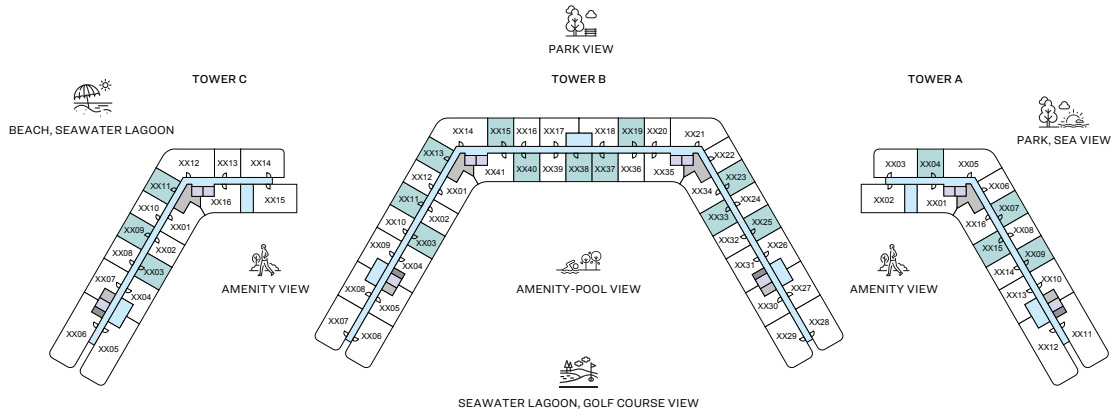 PARK VIEW
TOWER C
TOWER B
TOWER A
BEACH, SEAWATER LAGOON
PARK, SEA VIEW
XX12
XX13
XX14
XX11
XX10
XX09
XX08
XX07
XX06
XX16
XX15
XX01
XX02
XX03
XX04
XX05
AMENITY VIEW
XX14
XX15
XX16
XX17
XX18
XX19
XX20
XX21
XX13
XX12
XX11
XX10
XX09
XX08
XX07
XX41
XX40
XX39
XX38
XX37
XX36
XX35
XX01
XX02
XX03
XX04
XX05
XX06
XX22
XX23
XX25
XX26
XX27
XX28
XX34
XX33
XX32
XX31
XX30
XX29
AMENITY-POOL VIEW
AMENITY VIEW
XX03
XX04
XX05
XX02
XX01
XX06
XX07
XX08
XX09
XX10
XX11
XX16
XX15
XX14
XX13
XX12
SEAWATER LAGOON, GOLF COURSE VIEW